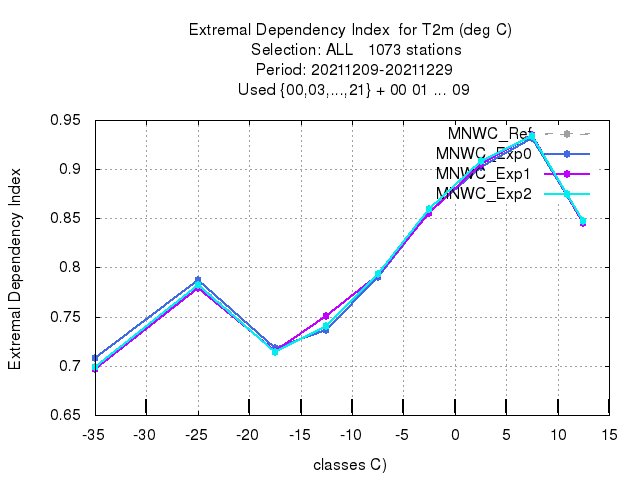 Extremal Dependency Index for T2m (deg C)
Selection: ALL 1073 stations
Period: 20211209-20211229
Used {00,03,...,21} + 00 01 ... 09
Extremal Dependency Index
0.95
0.9
0.85
0.8
0.75
0.7
0.65
MNWC_Ref
MNWC_Exp0
MNWC_Exp1
MNWC_Exp2
-35 -30 -25 -20 -15 -10 -5 0 5 10 15
classes C)